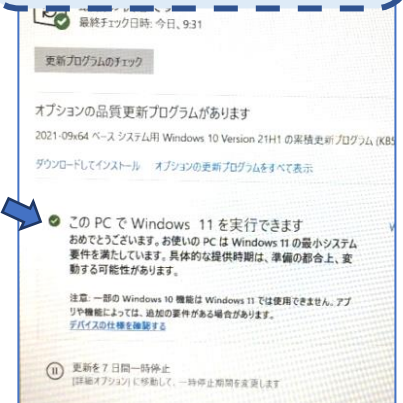 最終チェック日時: 今日、9:31
更新プログラムのチェック
オプションの品質更新プログラムがあります
2021-09x64 ベース システム用 Windows 10 Version 21H1 の累積更新プログラム (KB5
ダウンロードしてインストール オプションの更新プログラムをすべて表示
この PC で Windows 11 を実行できます
おめでとうございます。お使いの PC は Windows 11 の最小システム
要件を満たしています。具体的な提供時期は、準備の都合上、変
動する可能性があります。
注意: 一部の Windows 10 機能は Windows 11 では使用できません。アプ
リや機能によっては、追加の要件がある場合があります。
デバイスの仕様を確認する
更新を 7 日間一時停止
[詳細オプション] に移動して、一時停止期間を変更します